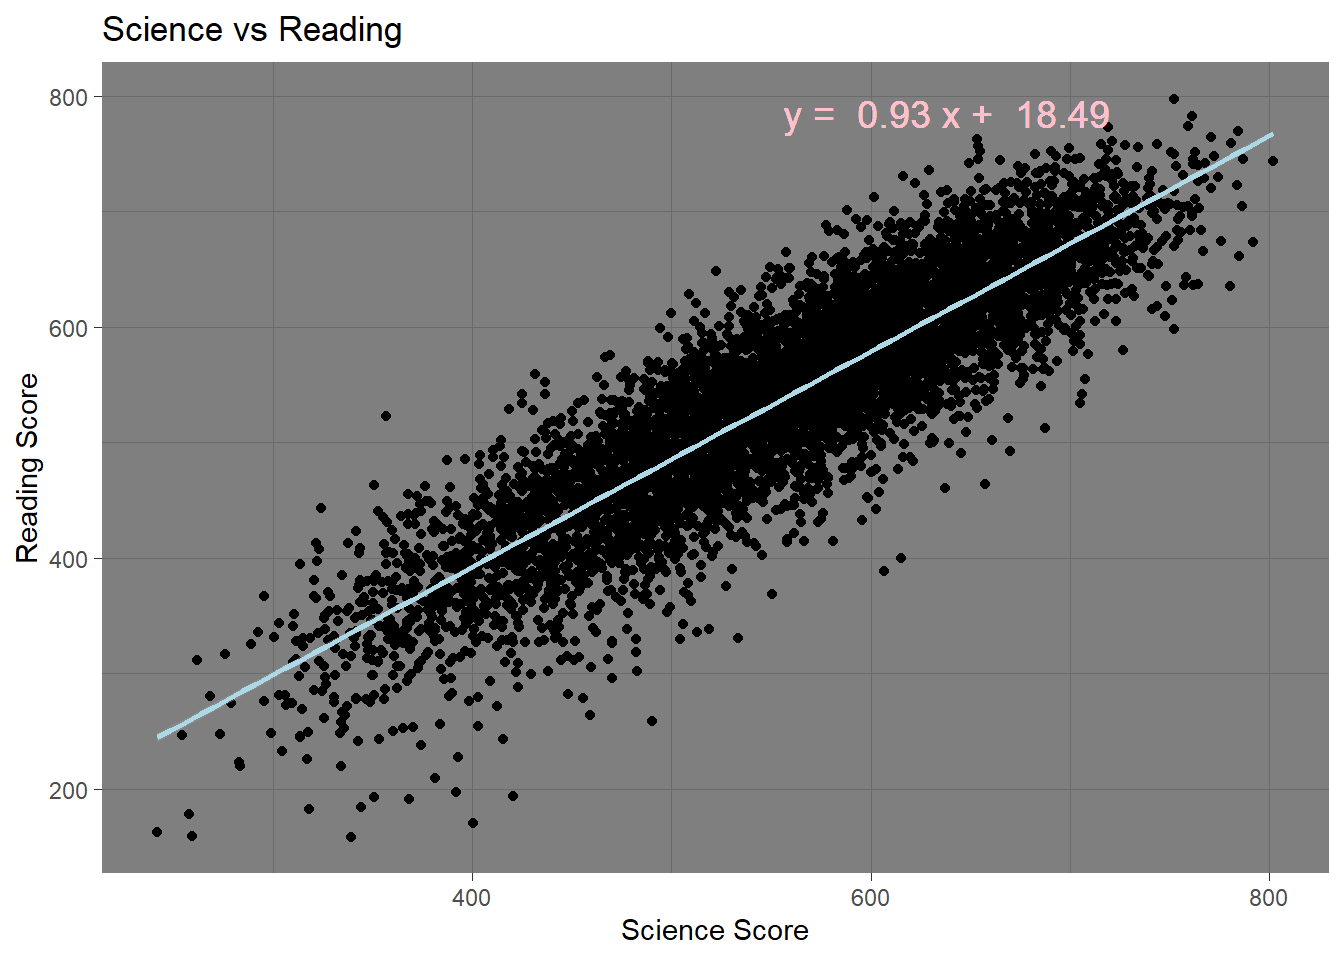 Science vs Reading
y =  0.93 x +  18.49
800
600
400
200
Reading Score
400
600
800
Science Score